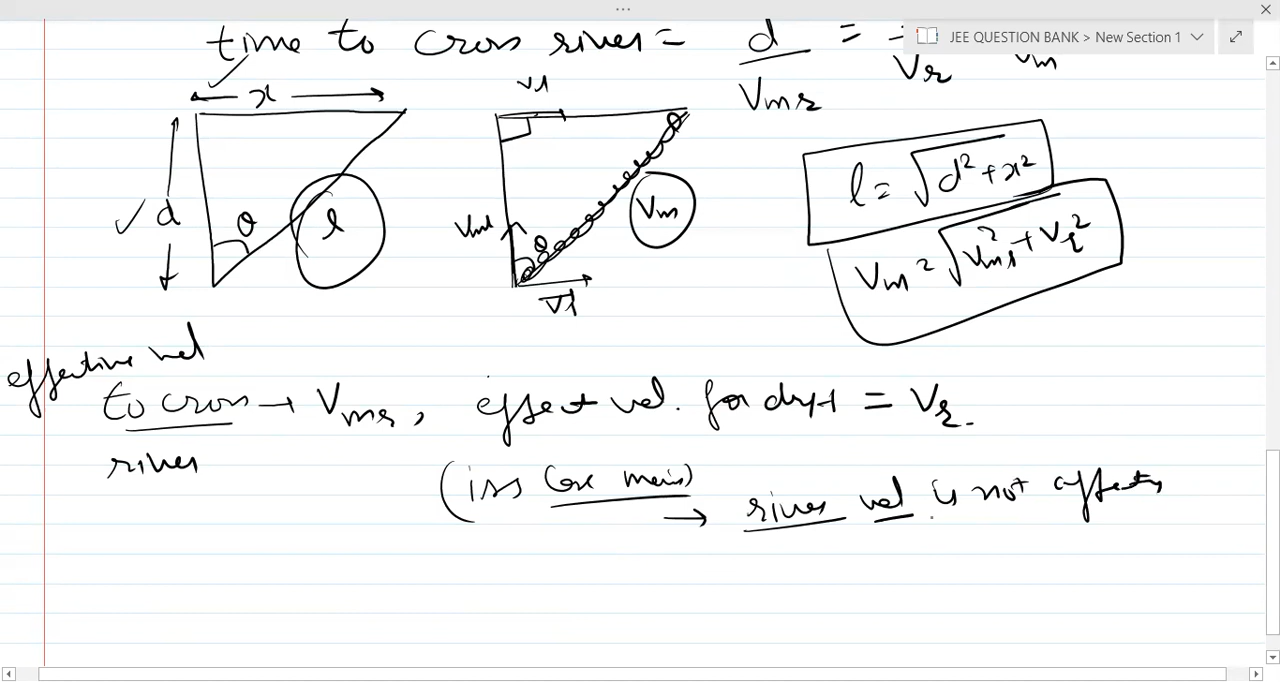 JEE QUESTION BANK > New Section 1
time to cross river = d/Vmr = x/Vr = l/Vm
x
d θ l
Vr
Vmr θ Vm
Vr
l = √d² + x²
Vm = √Vmr² + Vr²
effective vel
to cross → Vmr, effect vel. for drift = Vr.
river
(iss case mein)
→ river vel is not affecting